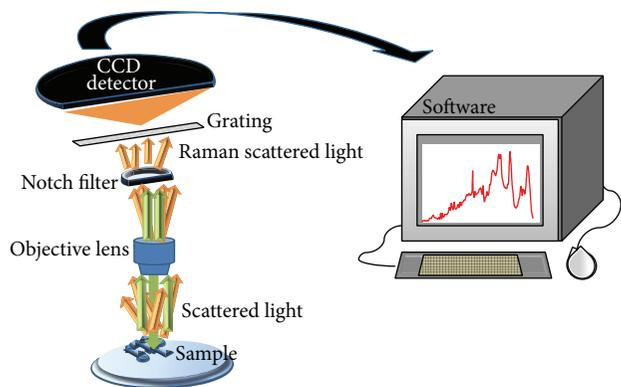 CCD
detector
Grating
Raman scattered light
Notch filter
Objective lens
Scattered light
Sample
Software